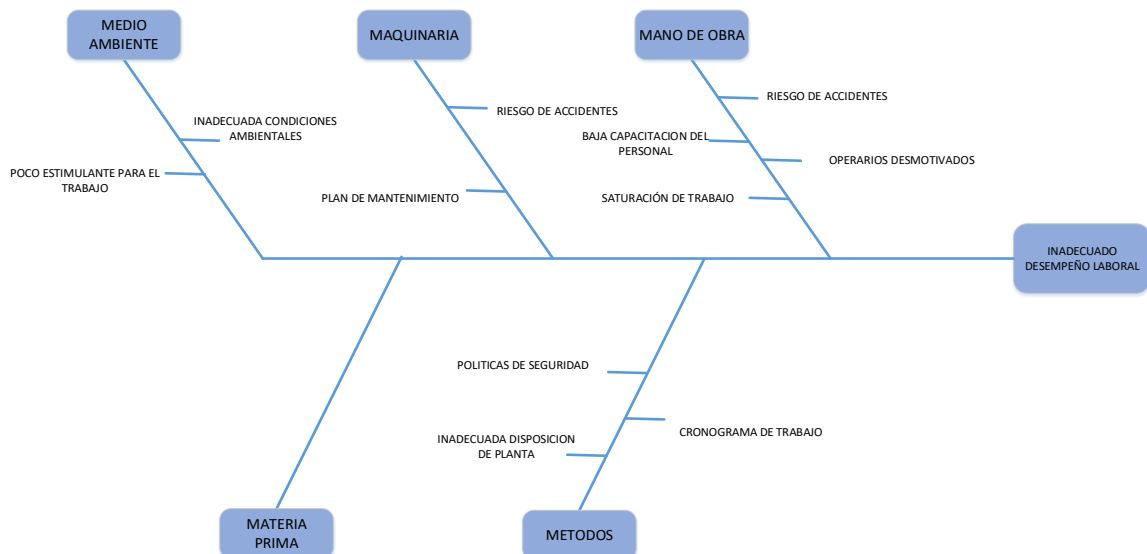 MEDIO
AMBIENTE
MAQUINARIA
MANO DE OBRA
INADECUADA CONDICIONES
AMBIENTALES
POCO ESTIMULANTE PARA EL
TRABAJO
RIESGO DE ACCIDENTES
PLAN DE MANTENIMIENTO
RIESGO DE ACCIDENTES
BAJA CAPACITACION DEL
PERSONAL
OPERARIOS DESMOTIVADOS
SATURACIÓN DE TRABAJO
INADECUADO
DESEMPEÑO LABORAL
POLITICAS DE SEGURIDAD
CRONOGRAMA DE TRABAJO
INADECUADA DISPOSICION
DE PLANTA
MATERIA
PRIMA
METODOS